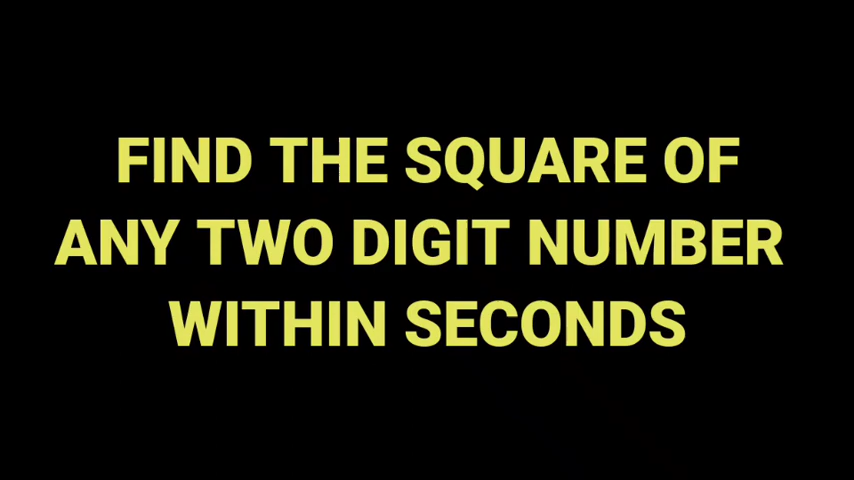 FIND THE SQUARE OF
ANY TWO DIGIT NUMBER
WITHIN SECONDS